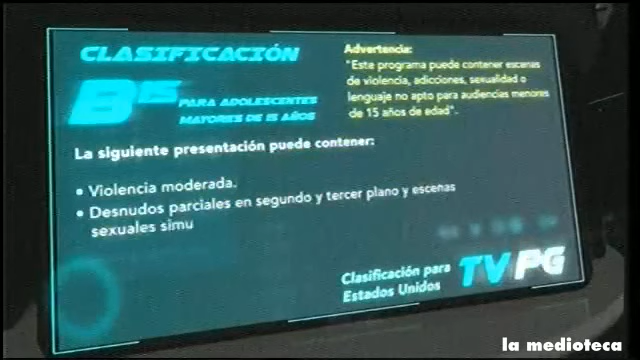 CLASIFICACIÓN
B15 PARA ADOLESCENTES
MAYORES DE 15 AÑOS
Advertencia:
"Este programa puede contener escenas
de violencia, adicciones, sexualidad o
lenguaje no apto para audiencias menores
de 15 años de edad".
La siguiente presentación puede contener:
• Violencia moderada.
• Desnudos parciales en segundo y tercer plano y escenas
sexuales simu
Clasificación para
Estados Unidos
TV PG
la medioteca